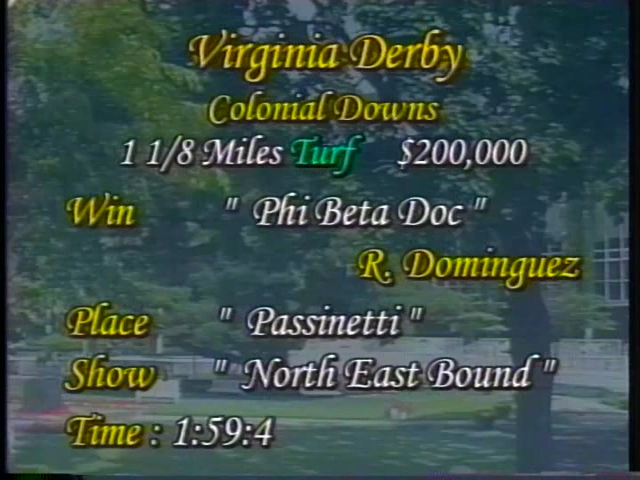 Virginia Derby
Colonial Downs
1 1/8 Miles Turf $200,000
Win " Phi Beta Doc "
R. Dominguez
Place " Passinetti "
Show " North East Bound "
Time : 1:59:4